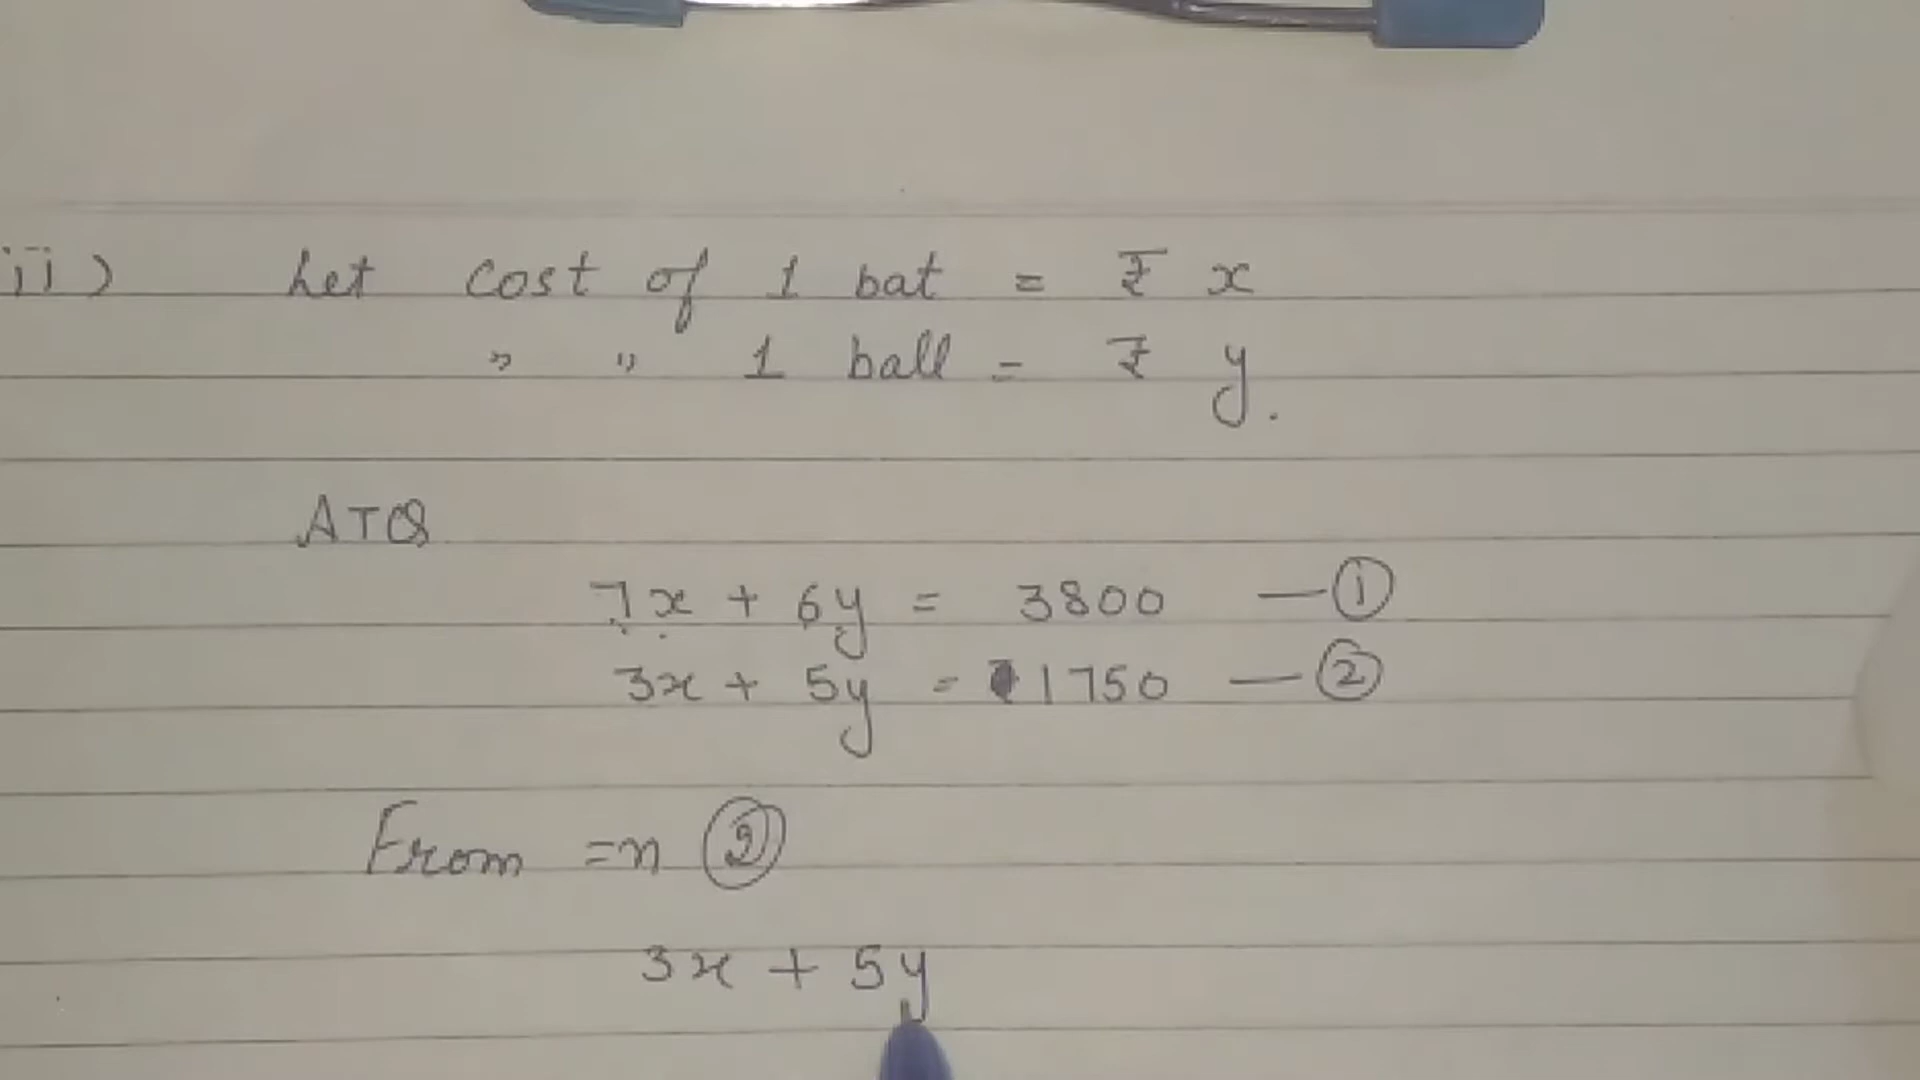 ii) Let cost of 1 bat = ₹ x
" " 1 ball = ₹ y.
ATQ
7x + 6y = 3800 —①
3x + 5y = 1750 —②
From =n ②
3x + 5y